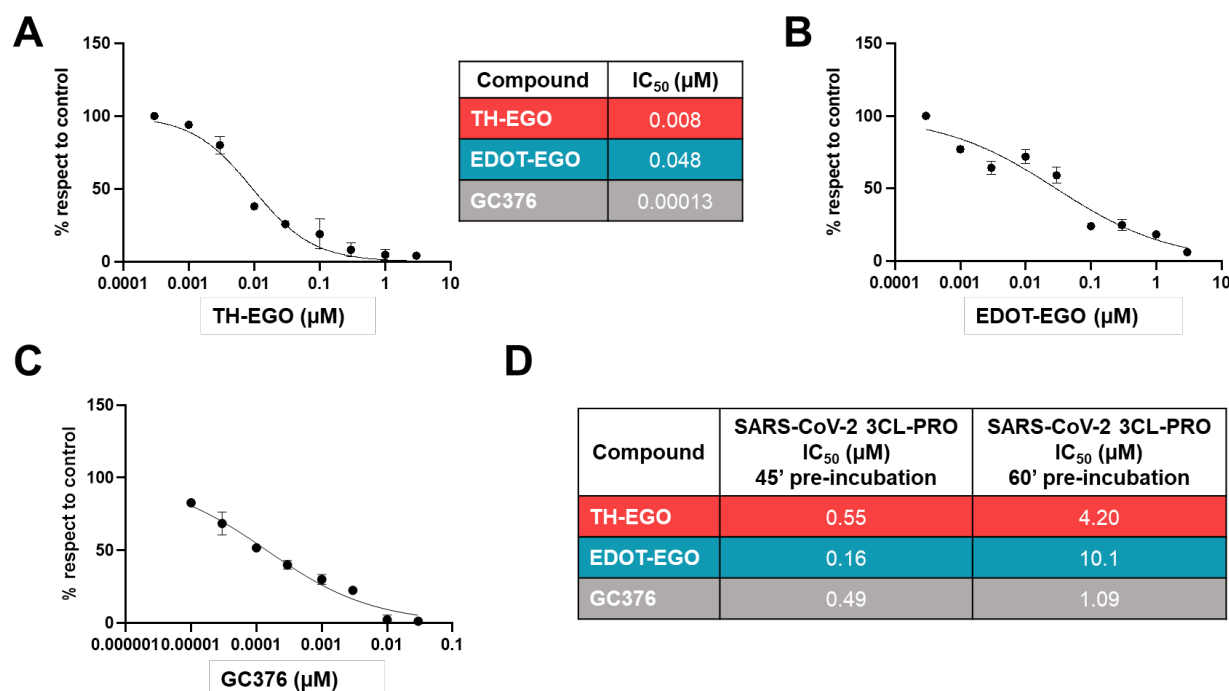 A
150
100
50
0
% respect to control
0.0001 0.001 0.01 0.1 1 10
TH-EGO (µM)
Compound IC₅₀ (µM)
TH-EGO 0.008
EDOT-EGO 0.048
GC376 0.00013
B
150
100
50
0
% respect to control
0.0001 0.001 0.01 0.1 1 10
EDOT-EGO (µM)
C
150
100
50
0
% respect to control
0.000001 0.00001 0.0001 0.001 0.01 0.1
GC376 (µM)
D
Compound
SARS-CoV-2 3CL-PRO
IC₅₀ (µM)
45’ pre-incubation
SARS-CoV-2 3CL-PRO
IC₅₀ (µM)
60’ pre-incubation
TH-EGO 0.55 4.20
EDOT-EGO 0.16 10.1
GC376 0.49 1.09